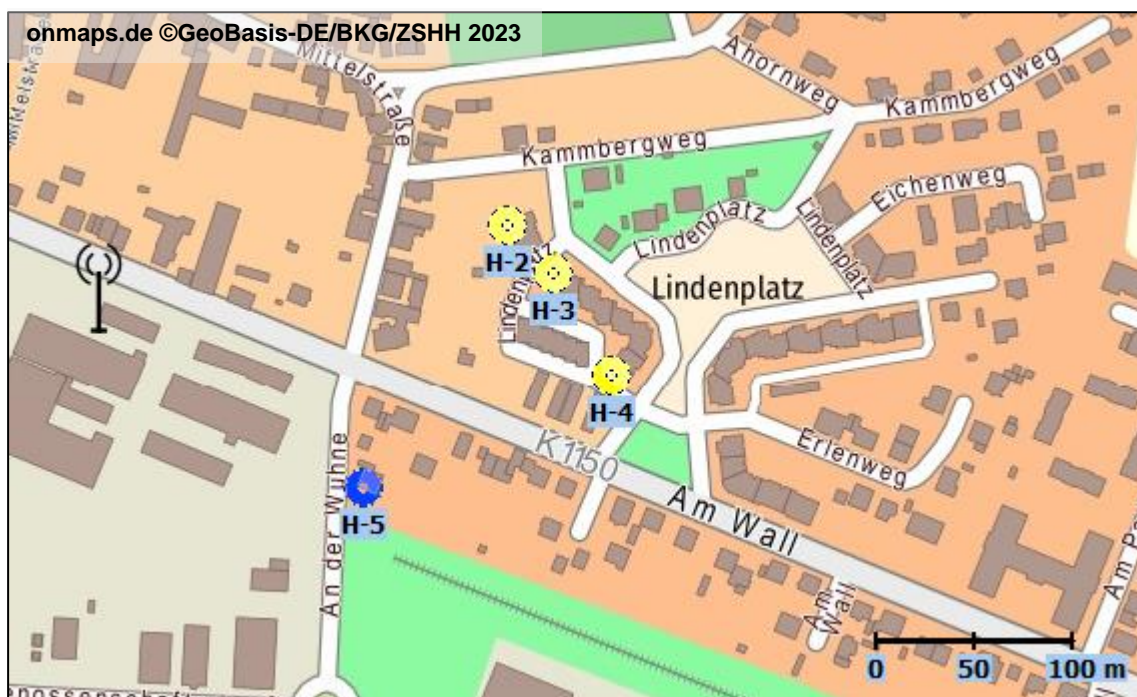 onmaps.de ©GeoBasis-DE/BKG/ZSHH 2023
Mittelstraße
Ahornweg
Kammbergweg
Kammbergweg
Eichenweg
Lindenplatz
Lindenplatz
Lindenplatz
Lindenplatz
H-2
H-3
H-4
H-5
K 1150
Am Wall
Erlenweg
An der Wuhne
Am Wall
0 50 100 m